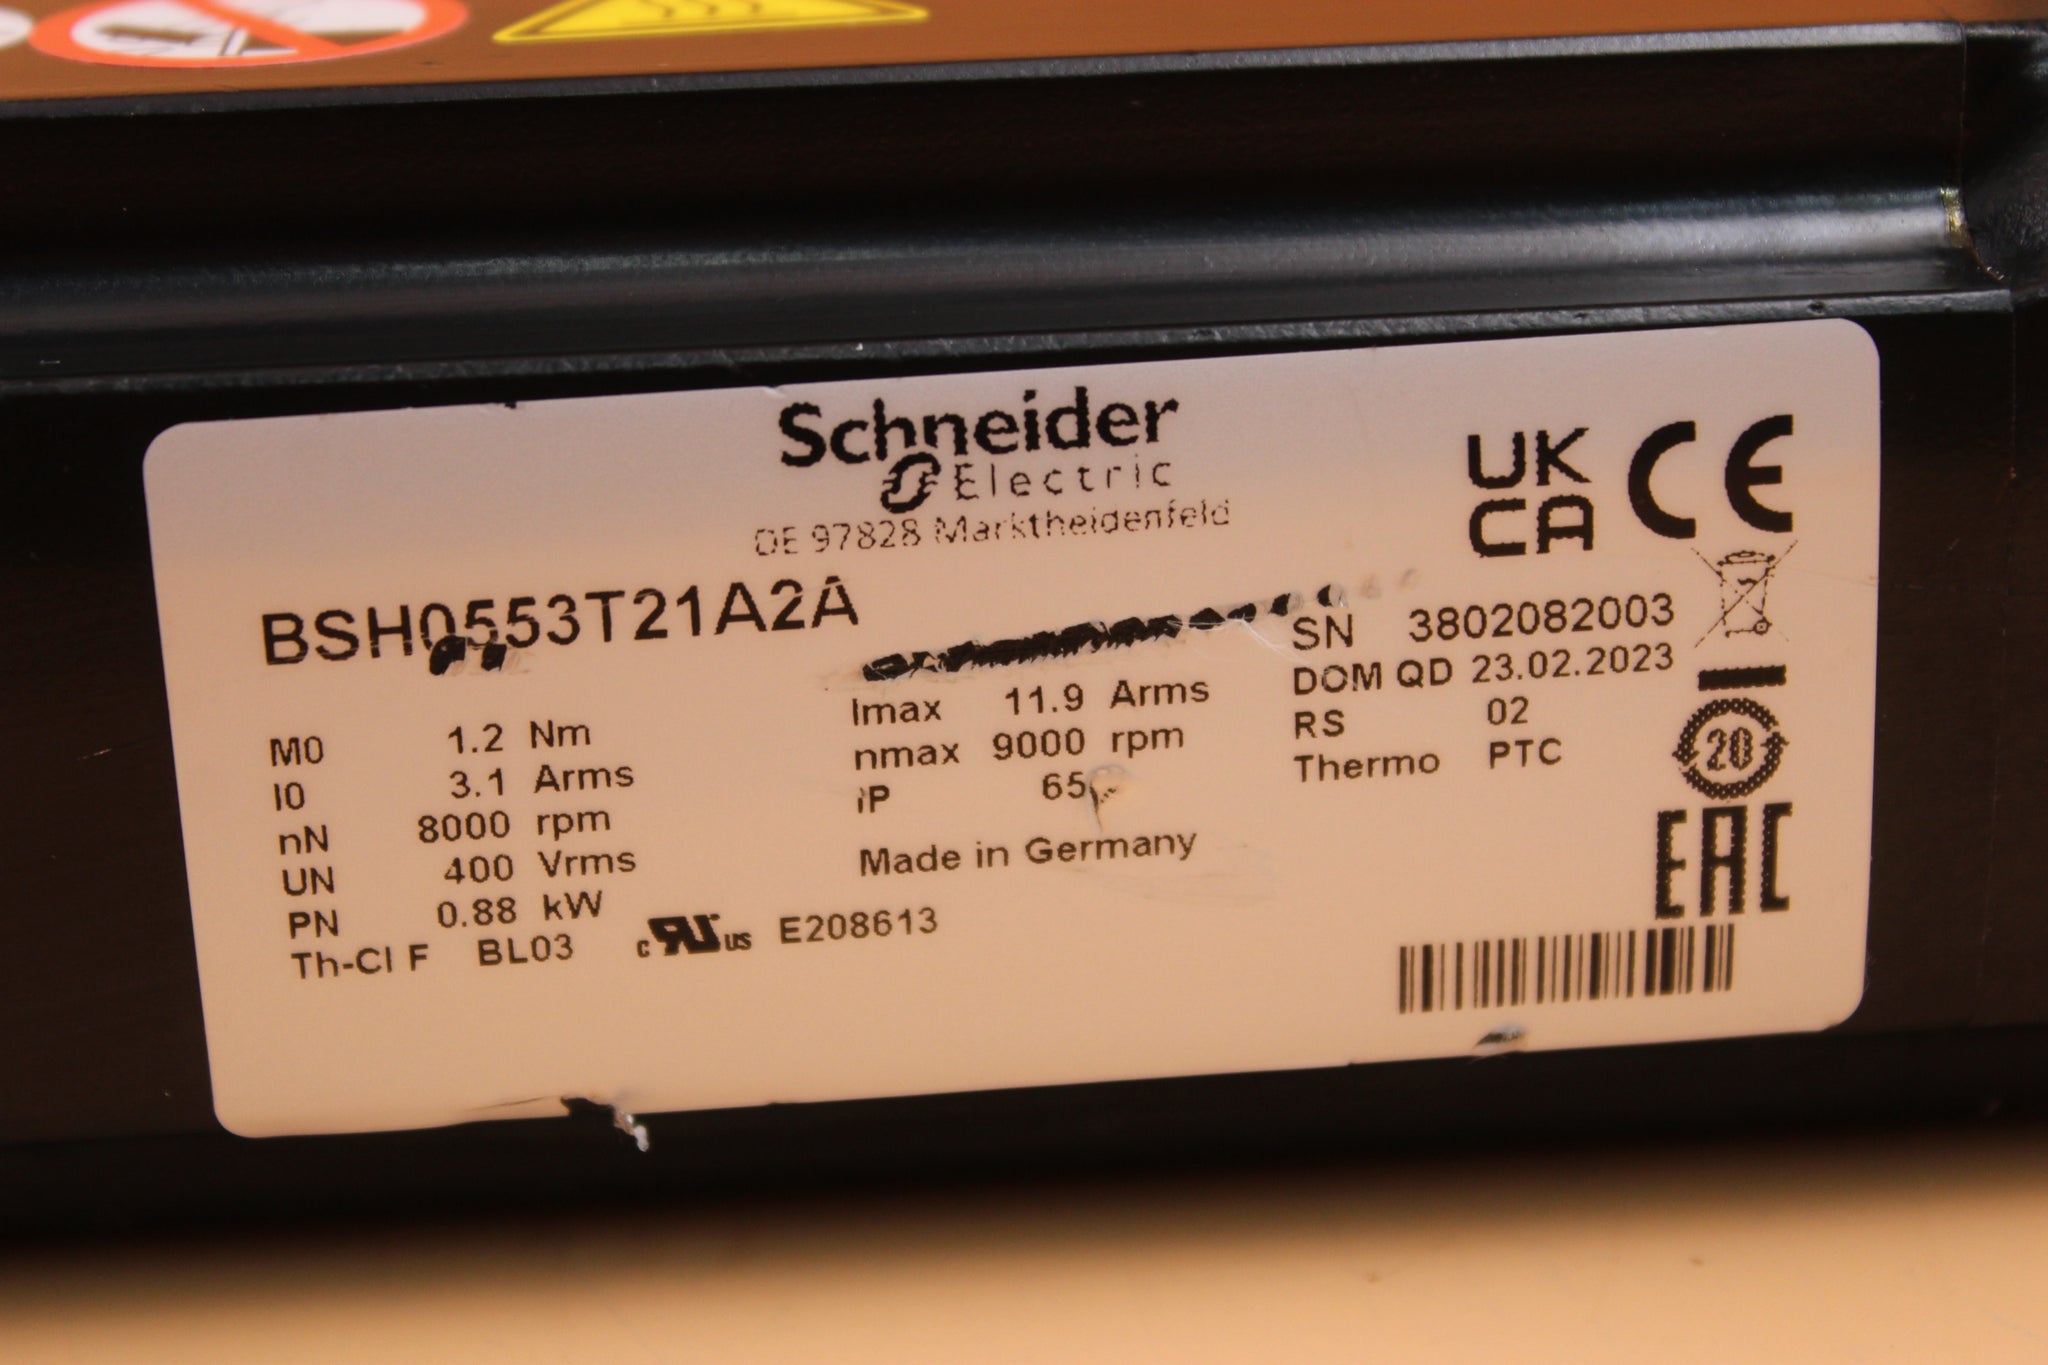 Schneider
Electric
DE 97828 Marktheidenfeld
UK
CA
CE
BSH0553T21A2A
M0 1.2 Nm
I0 3.1 Arms
nN 8000 rpm
UN 400 Vrms
PN 0.88 kW
Th-Cl F BL03
c RU us E208613
Imax 11.9 Arms
nmax 9000 rpm
IP 65
Made in Germany
SN 3802082003
DOM QD 23.02.2023
RS 02
Thermo PTC
20
EAC